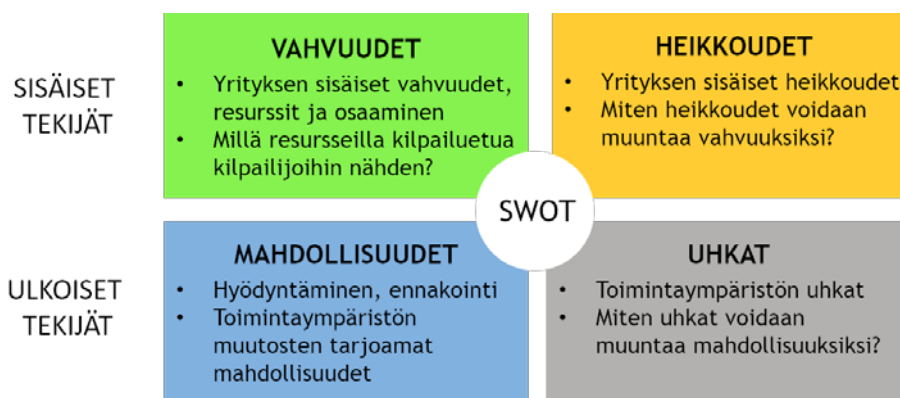 SISÄISET
TEKIJÄT
VAHVUUDET
• Yrityksen sisäiset vahvuudet,
resurssit ja osaaminen
• Millä resursseilla kilpailuetua
kilpailijoihin nähden?
HEIKKOUDET
• Yrityksen sisäiset heikkoudet
• Miten heikkoudet voidaan
muuntaa vahvuuksiksi?
SWOT
ULKOISET
TEKIJÄT
MAHDOLLISUUDET
• Hyödyntäminen, ennakointi
• Toimintaympäristön
muutosten tarjoamat
mahdollisuudet
UHKAT
• Toimintaympäristön uhkat
• Miten uhkat voidaan
muuntaa mahdollisuuksiksi?